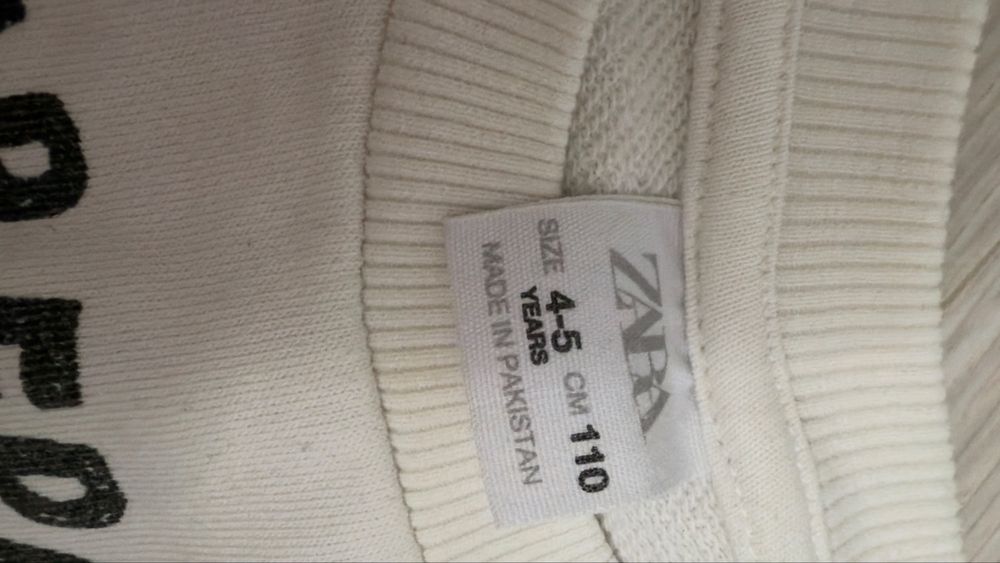 ZARA
SIZE 4-5 CM 110
YEARS
MADE IN PAKISTAN